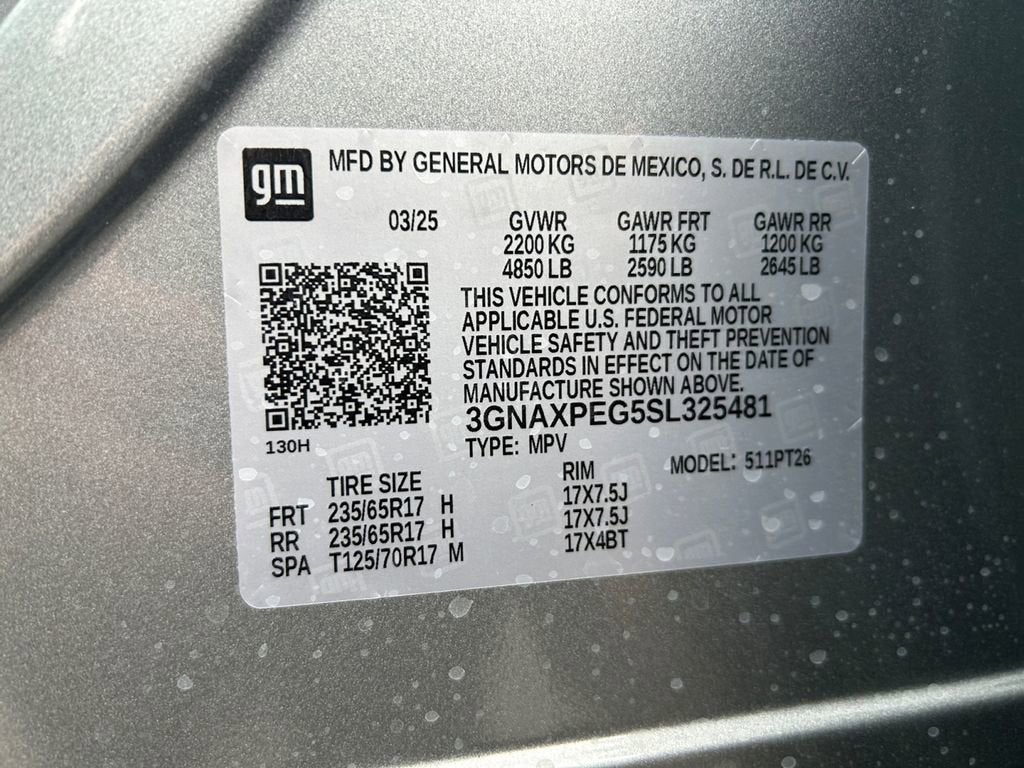 gm
MFD BY GENERAL MOTORS DE MEXICO, S. DE R.L. DE C.V.
03/25 GVWR GAWR FRT GAWR RR
2200 KG 1175 KG 1200 KG
4850 LB 2590 LB 2645 LB
THIS VEHICLE CONFORMS TO ALL
APPLICABLE U.S. FEDERAL MOTOR
VEHICLE SAFETY AND THEFT PREVENTION
STANDARDS IN EFFECT ON THE DATE OF
MANUFACTURE SHOWN ABOVE.
3GNAXPEG5SL325481
130H
TYPE: MPV
MODEL: 511PT26
TIRE SIZE RIM
FRT 235/65R17 H 17X7.5J
RR 235/65R17 H 17X7.5J
SPA T125/70R17 M 17X4BT